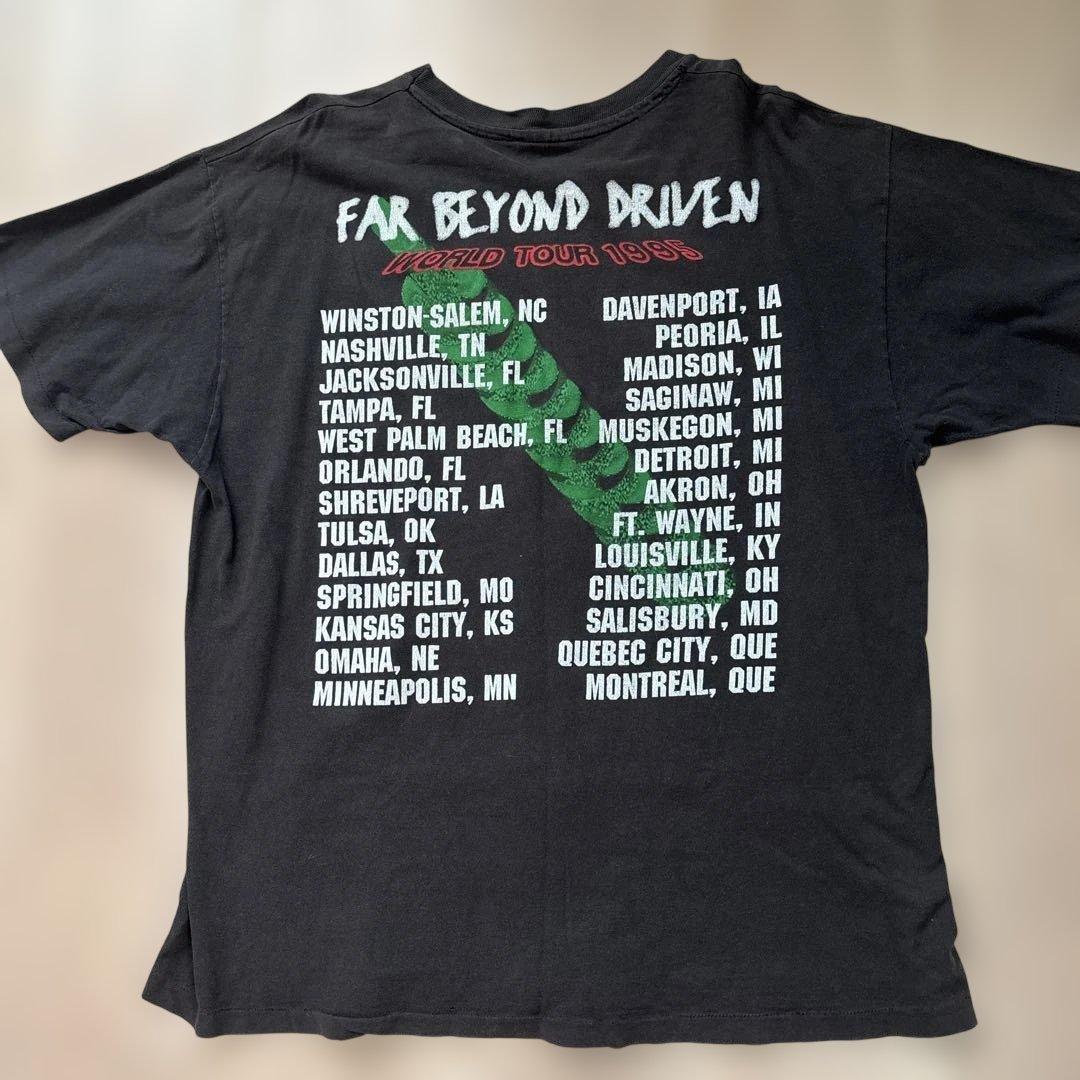 FAR BEYOND DRIVEN
WORLD TOUR 1995
WINSTON-SALEM, NC
NASHVILLE, TN
JACKSONVILLE, FL
TAMPA, FL
WEST PALM BEACH, FL
ORLANDO, FL
SHREVEPORT, LA
TULSA, OK
DALLAS, TX
SPRINGFIELD, MO
KANSAS CITY, KS
OMAHA, NE
MINNEAPOLIS, MN
DAVENPORT, IA
PEORIA, IL
MADISON, WI
SAGINAW, MI
MUSKEGON, MI
DETROIT, MI
AKRON, OH
FT. WAYNE, IN
LOUISVILLE, KY
CINCINNATI, OH
SALISBURY, MD
QUEBEC CITY, QUE
MONTREAL, QUE